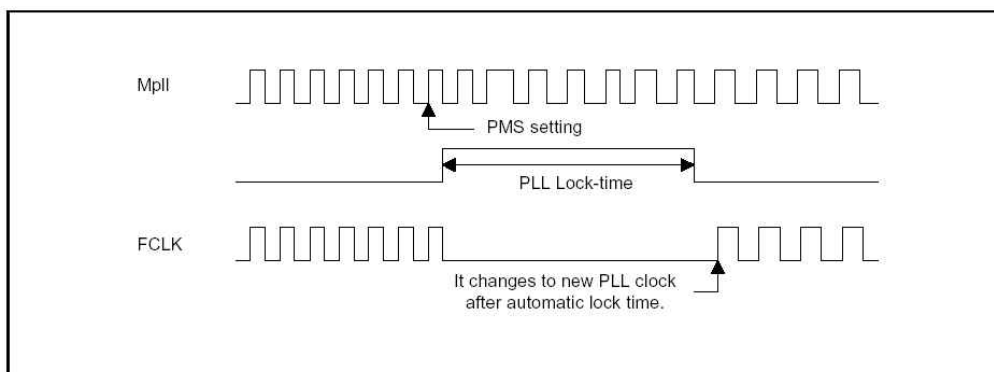 Mpll
PMS setting
PLL Lock-time
FCLK
It changes to new PLL clock
after automatic lock time.